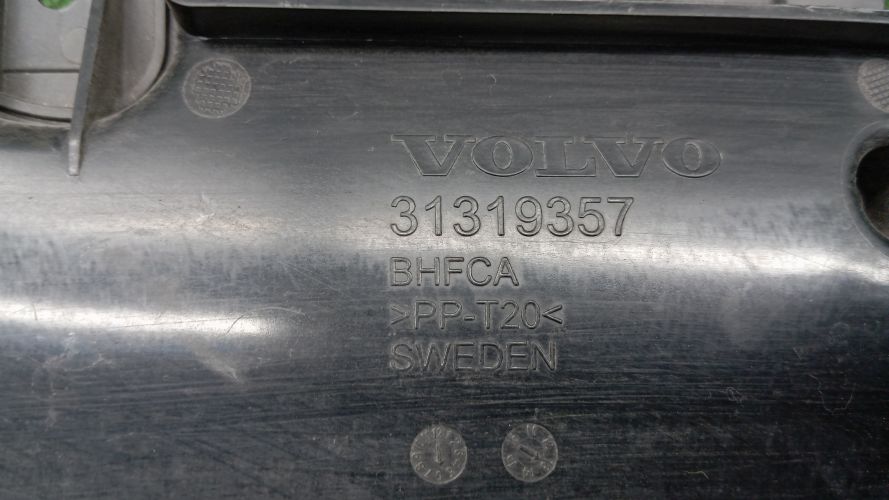 VOLVO
31319357
BHFCA
>PP-T20<
SWEDEN